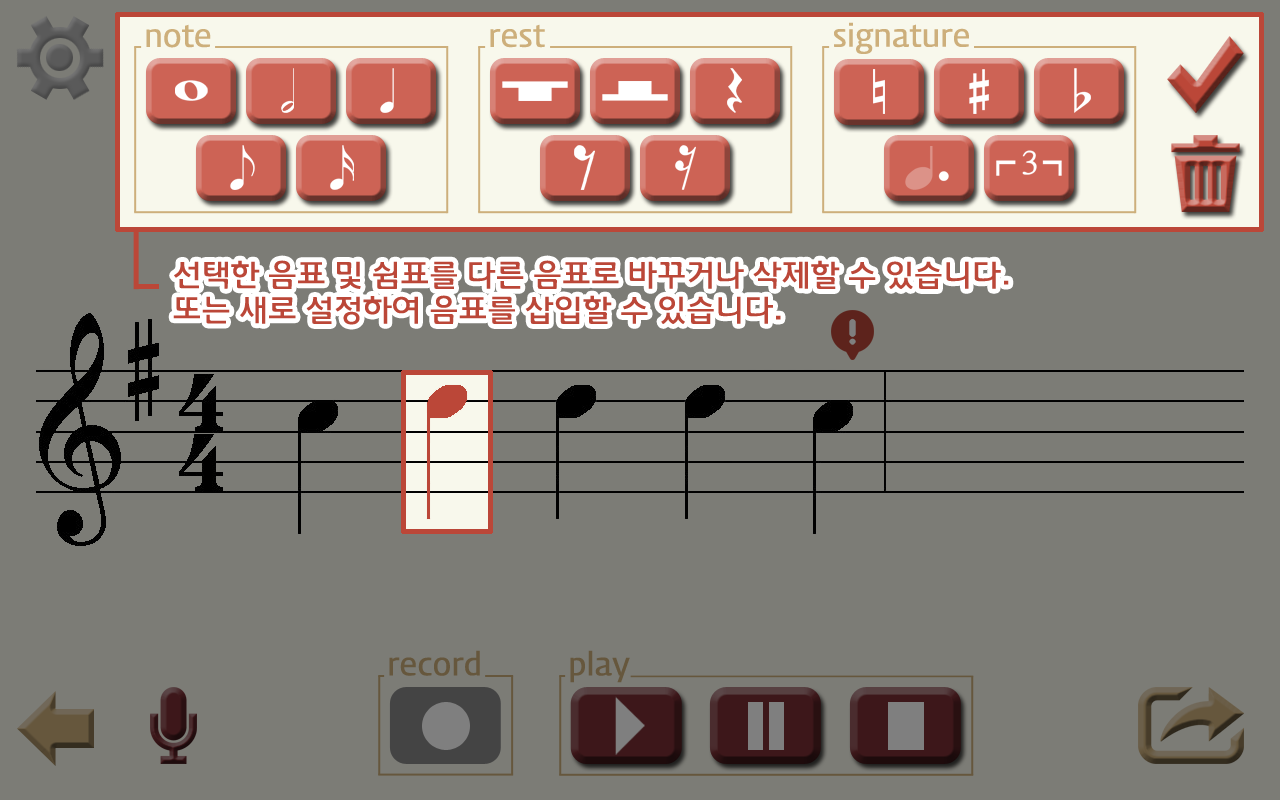 note
rest
signature
3
선택한 음표 및 쉼표를 다른 음표로 바꾸거나 삭제할 수 있습니다.
또는 새로 설정하여 음표를 삽입할 수 있습니다.
!
4
4
record
play